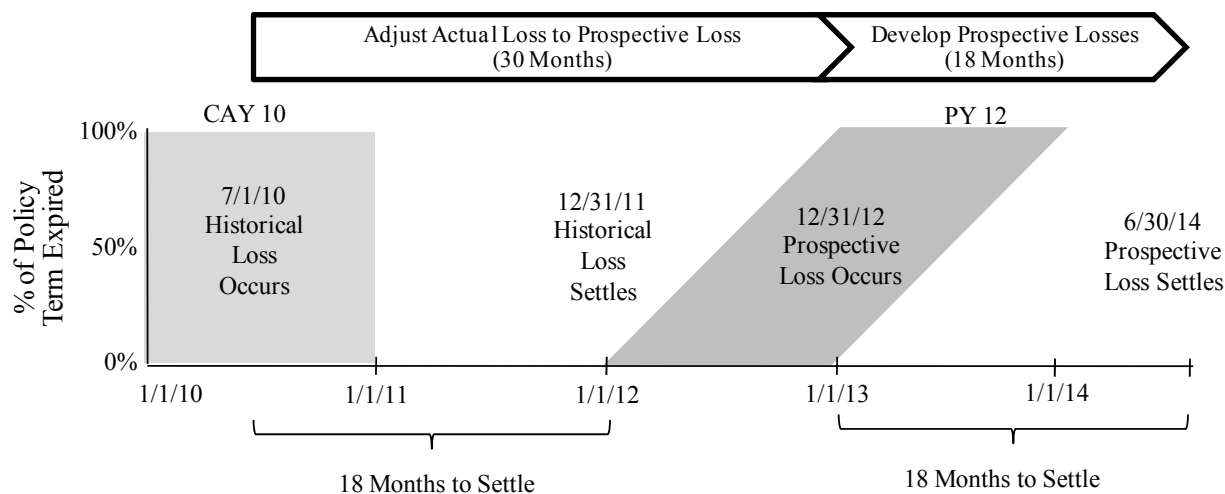 Adjust Actual Loss to Prospective Loss
(30 Months)
Develop Prospective Losses
(18 Months)
CAY 10
PY 12
100%
50%
0%
% of Policy
Term Expired
7/1/10
Historical
Loss
Occurs
12/31/11
Historical
Loss
Settles
12/31/12
Prospective
Loss Occurs
6/30/14
Prospective
Loss Settles
1/1/10
1/1/11
1/1/12
1/1/13
1/1/14
18 Months to Settle
18 Months to Settle